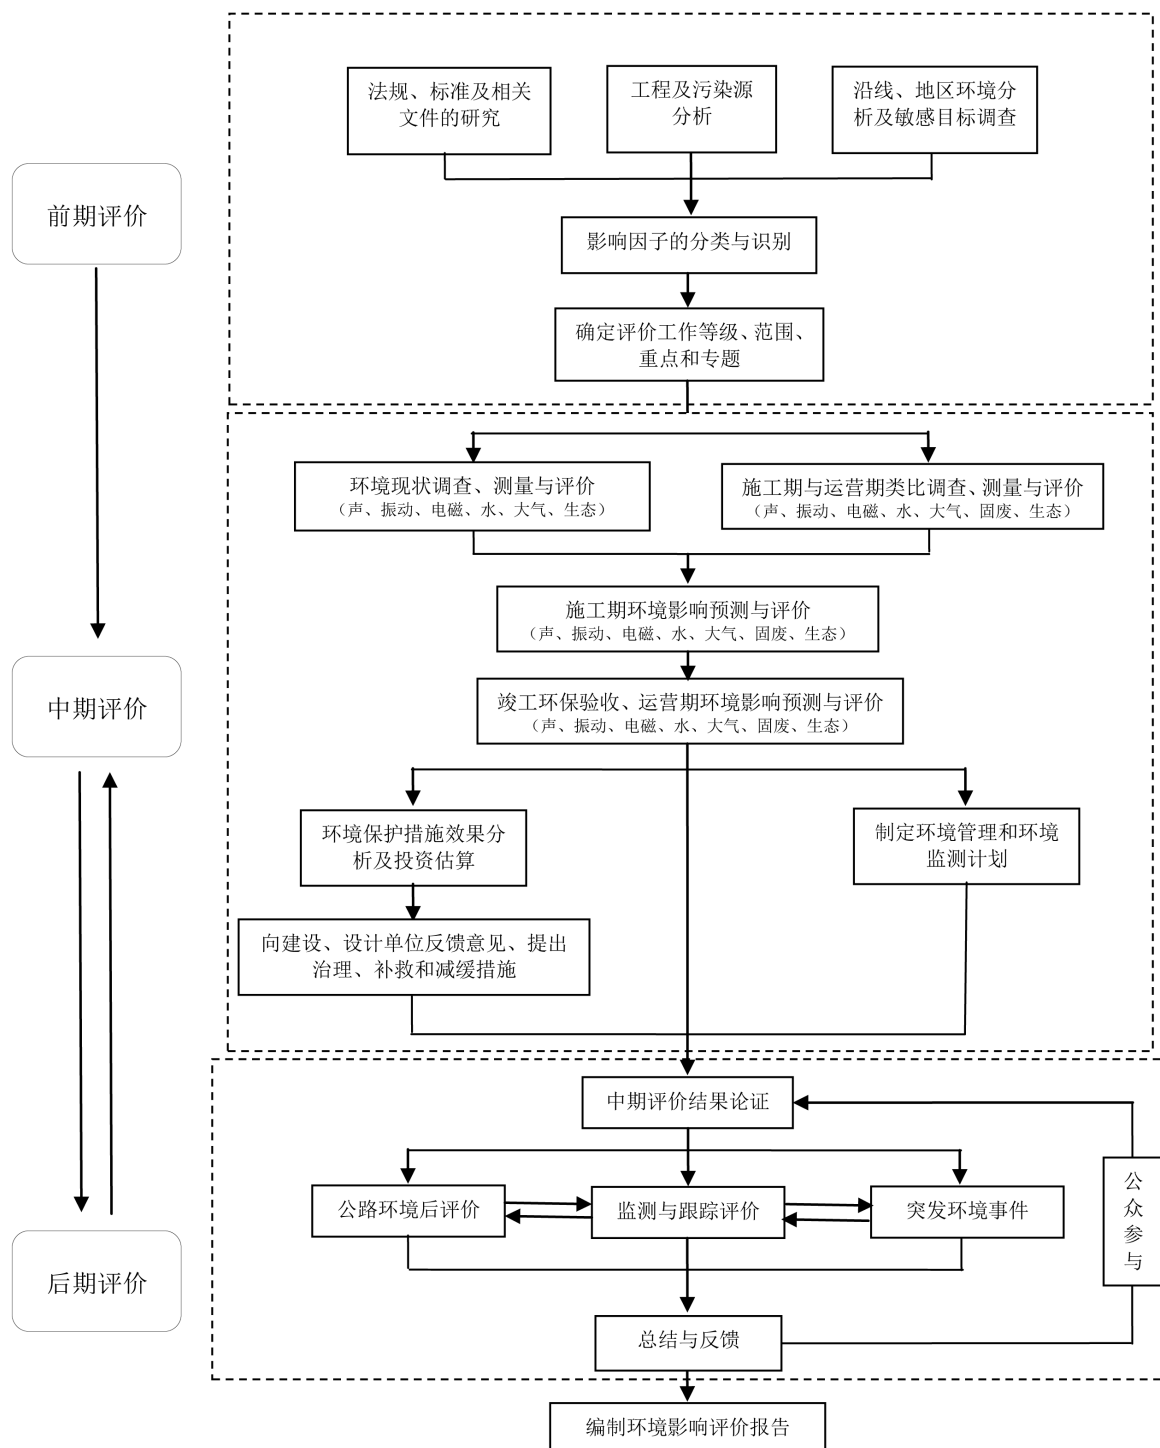 法规、标准及相关
文件的研究
工程及污染源
分析
沿线、地区环境分
析及敏感目标调查
前期评价
影响因子的分类与识别
确定评价工作等级、范围、
重点和专题
环境现状调查、测量与评价
（声、振动、电磁、水、大气、生态）
施工期与运营期类比调查、测量与评价
（声、振动、电磁、水、大气、固废、生态）
施工期环境影响预测与评价
（声、振动、电磁、水、大气、固废、生态）
中期评价
竣工环保验收、运营期环境影响预测与评价
（声、振动、电磁、水、大气、固废、生态）
环境保护措施效果分
析及投资估算
制定环境管理和环境
监测计划
向建设、设计单位反馈意见、提出
治理、补救和减缓措施
中期评价结果论证
公路环境后评价
监测与跟踪评价
突发环境事件
公
众
参
与
后期评价
总结与反馈
编制环境影响评价报告